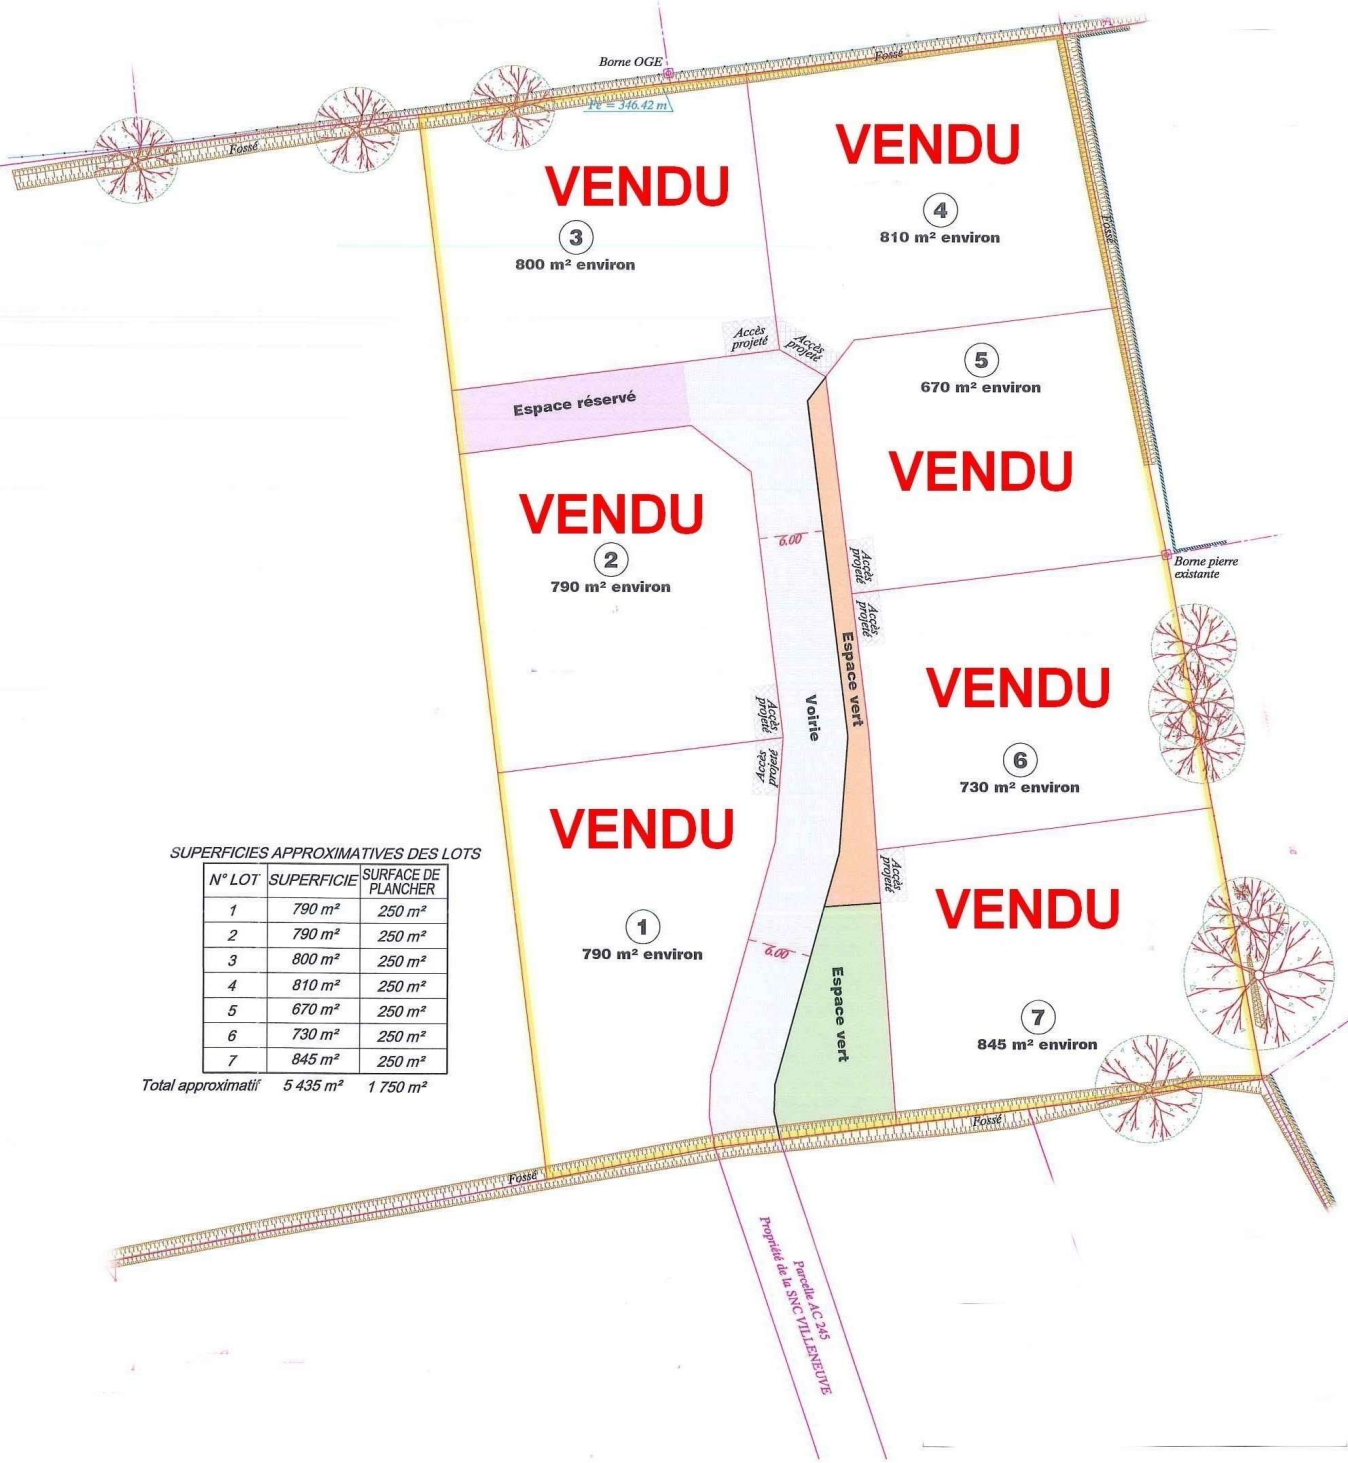 Borne OGE
Fossé
Fe = 346.42 m
Fossé
VENDU
4
810 m² environ
VENDU
3
800 m² environ
Fossé
Accès
projeté
Accès
projeté
5
670 m² environ
VENDU
Espace réservé
VENDU
2
790 m² environ
6.00
Accès
projeté
Borne pierre
existante
Accès
projeté
Espace vert
VENDU
6
730 m² environ
Voirie
Accès
projeté
Accès
projeté
VENDU
1
790 m² environ
Accès
projeté
VENDU
7
845 m² environ
6.00
Espace vert
SUPERFICIES APPROXIMATIVES DES LOTS
N° LOT SUPERFICIE SURFACE DE PLANCHER
1 790 m² 250 m²
2 790 m² 250 m²
3 800 m² 250 m²
4 810 m² 250 m²
5 670 m² 250 m²
6 730 m² 250 m²
7 845 m² 250 m²
Total approximatif 5 435 m² 1 750 m²
Fossé
Fossé
Parcelle AC 245
Propriété de la SNC VILLENEUVE